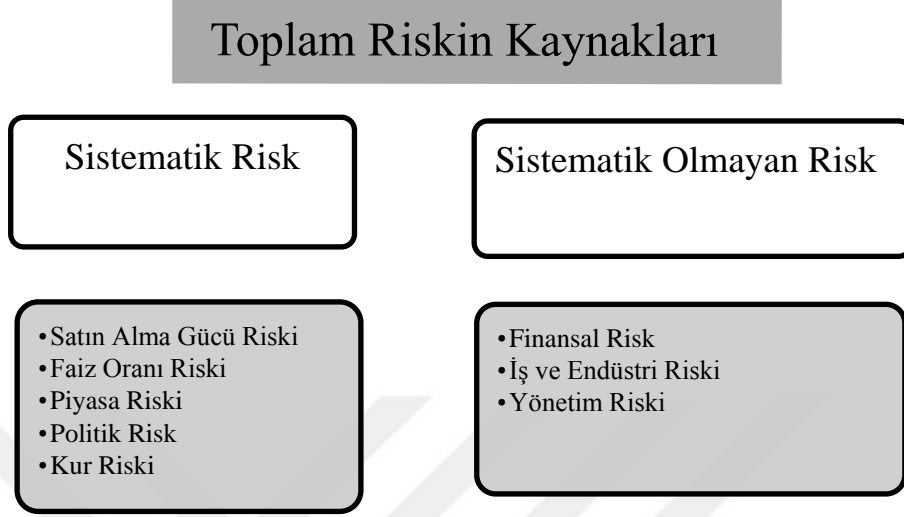 Toplam Riskin Kaynakları
Sistematik Risk
Sistematik Olmayan Risk
•Satın Alma Gücü Riski
•Faiz Oranı Riski
•Piyasa Riski
•Politik Risk
•Kur Riski
•Finansal Risk
•İş ve Endüstri Riski
•Yönetim Riski